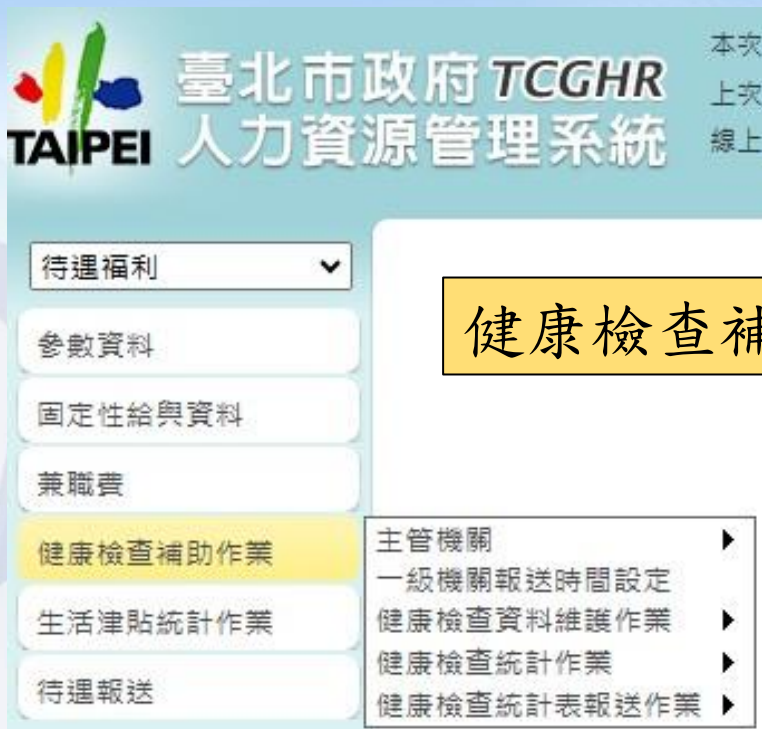 TAIPEI
臺北市政府TCGHR
人力資源管理系統
本次
上次
線上
待遇福利
參數資料
固定性給與資料
兼職費
健康檢查補助作業
生活津貼統計作業
待遇報送
健康檢查補
主管機關
一級機關報送時間設定
健康檢查資料維護作業
健康檢查統計作業
健康檢查統計表報送作業